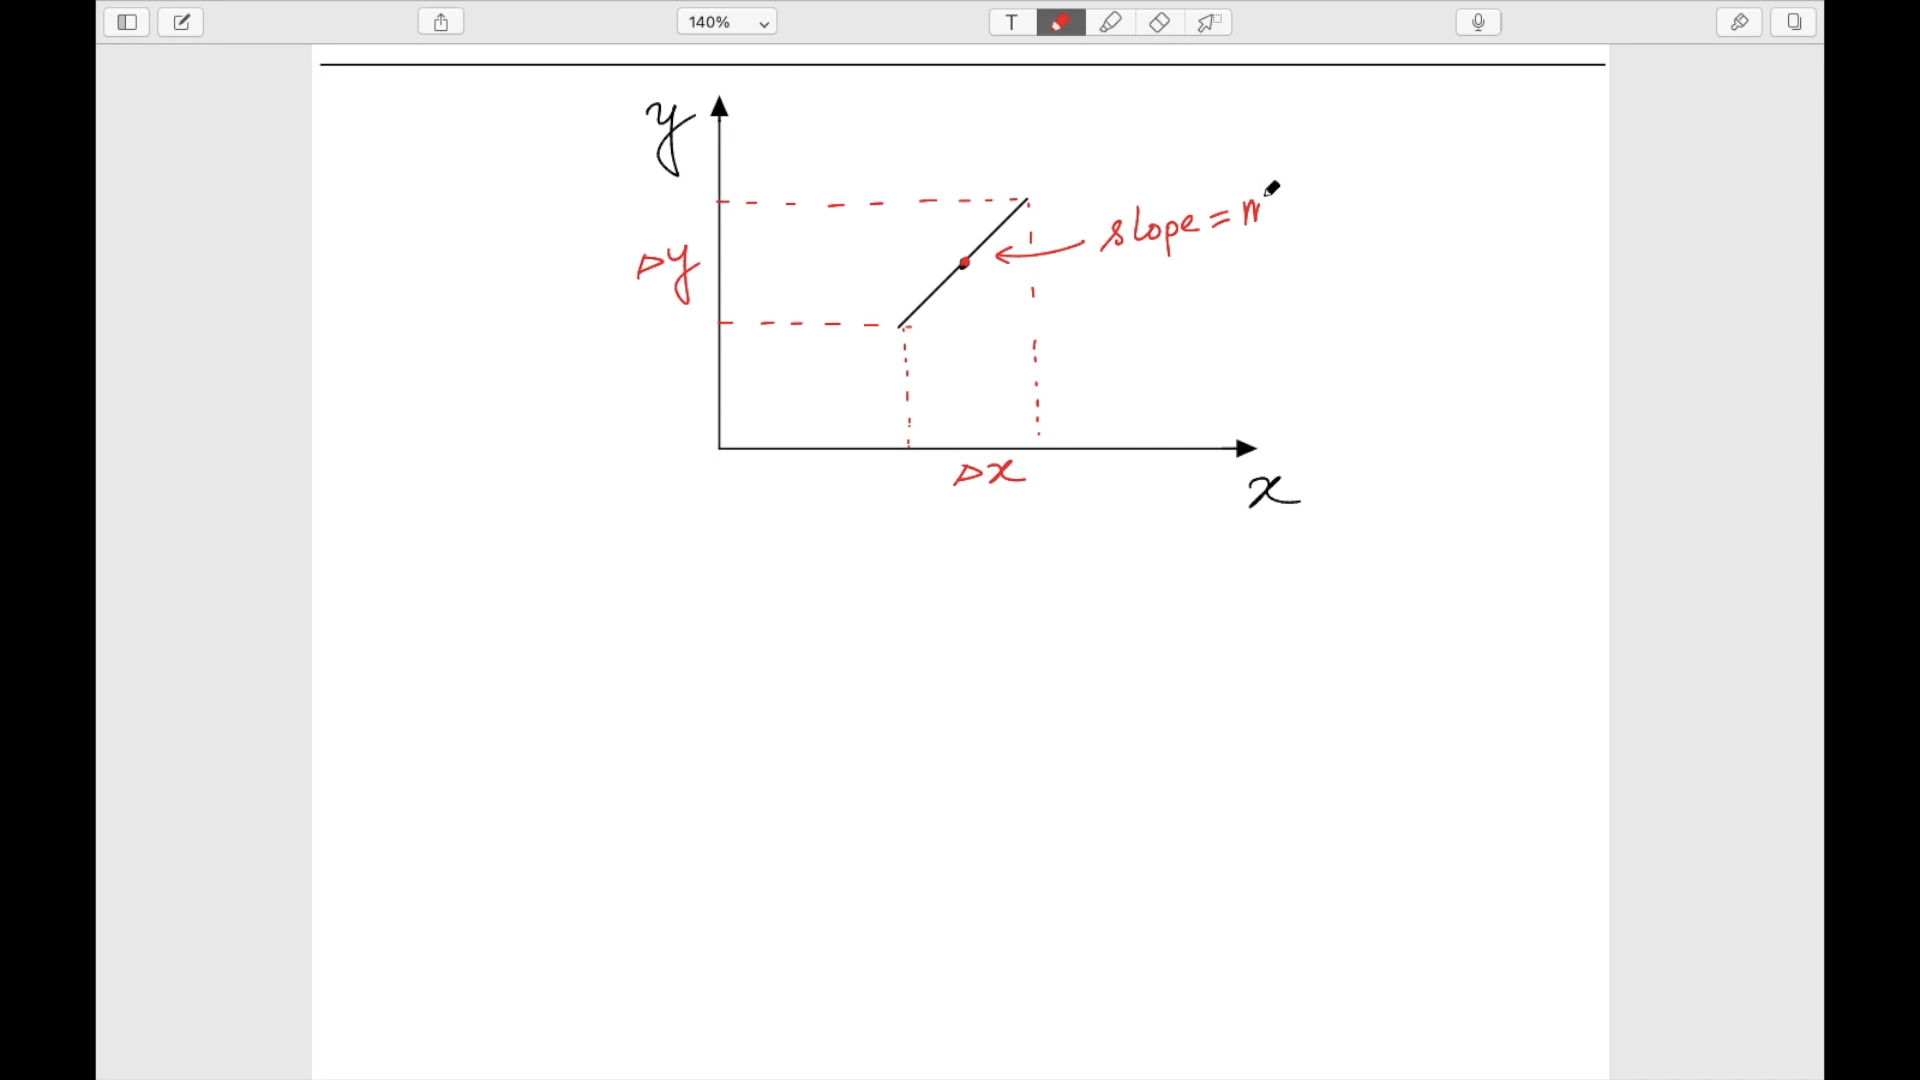 140%
T
y
slope = m
Δy
Δx
x